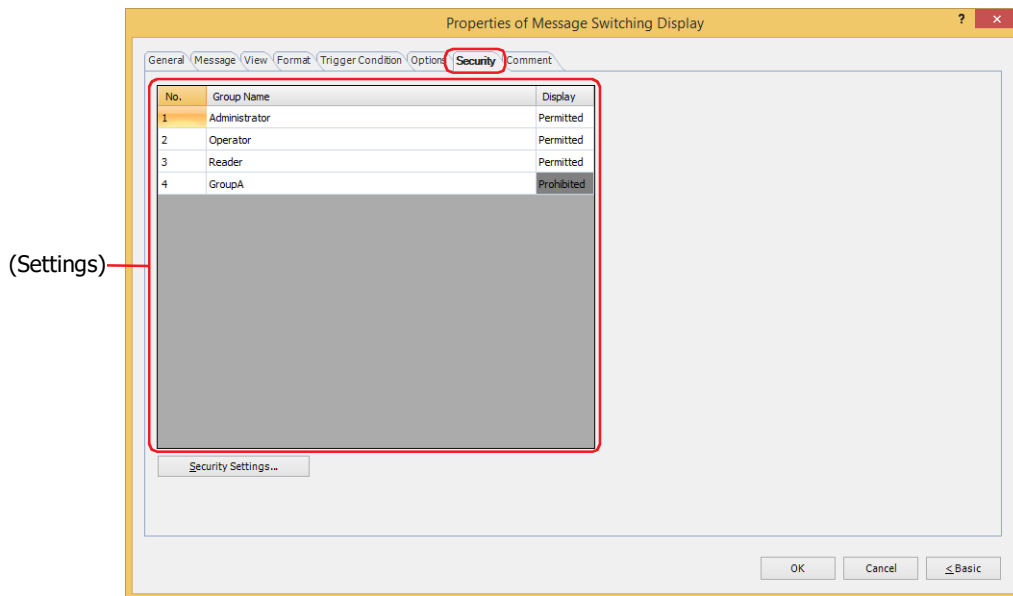 Properties of Message Switching Display ? ×
General Message View Format Trigger Condition Options Security Comment
No. Group Name Display
1 Administrator Permitted
2 Operator Permitted
3 Reader Permitted
4 GroupA Prohibited
(Settings)
Security Settings...
OK Cancel < Basic